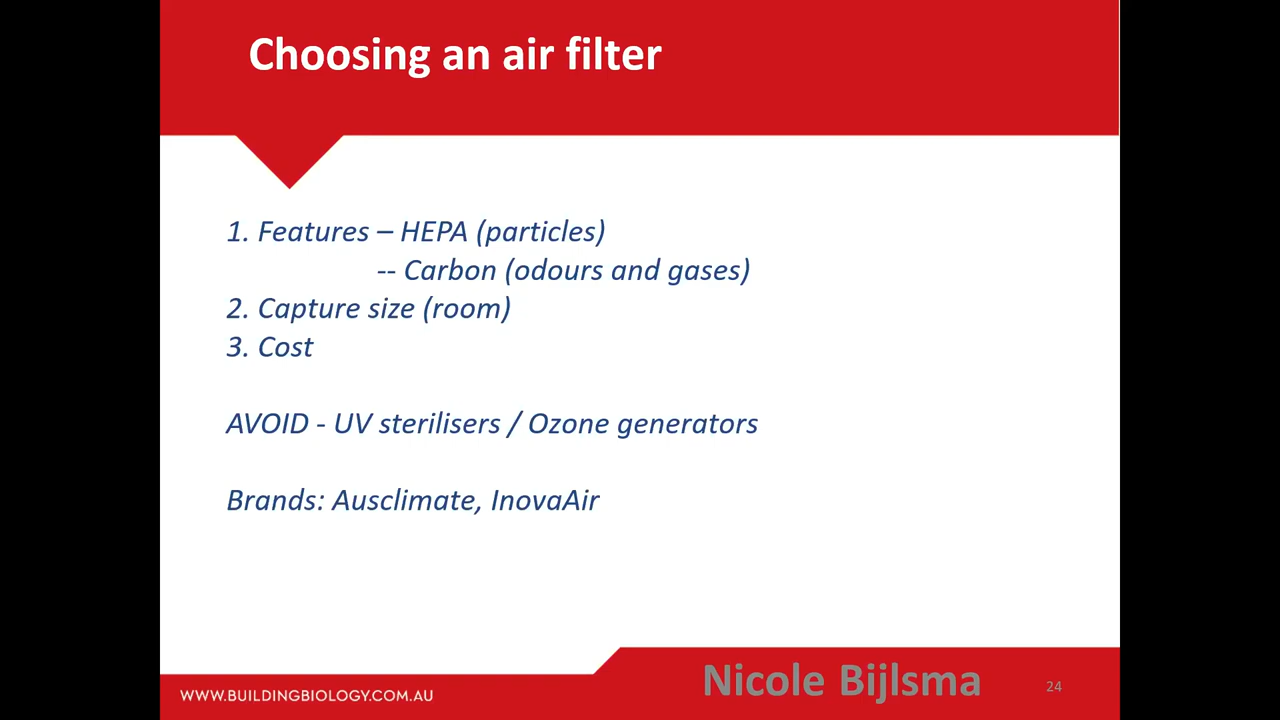 Choosing an air filter
1. Features – HEPA (particles)
-- Carbon (odours and gases)
2. Capture size (room)
3. Cost
AVOID - UV sterilisers / Ozone generators
Brands: Ausclimate, InovaAir
WWW.BUILDINGBIOLOGY.COM.AU
Nicole Bijlsma
24